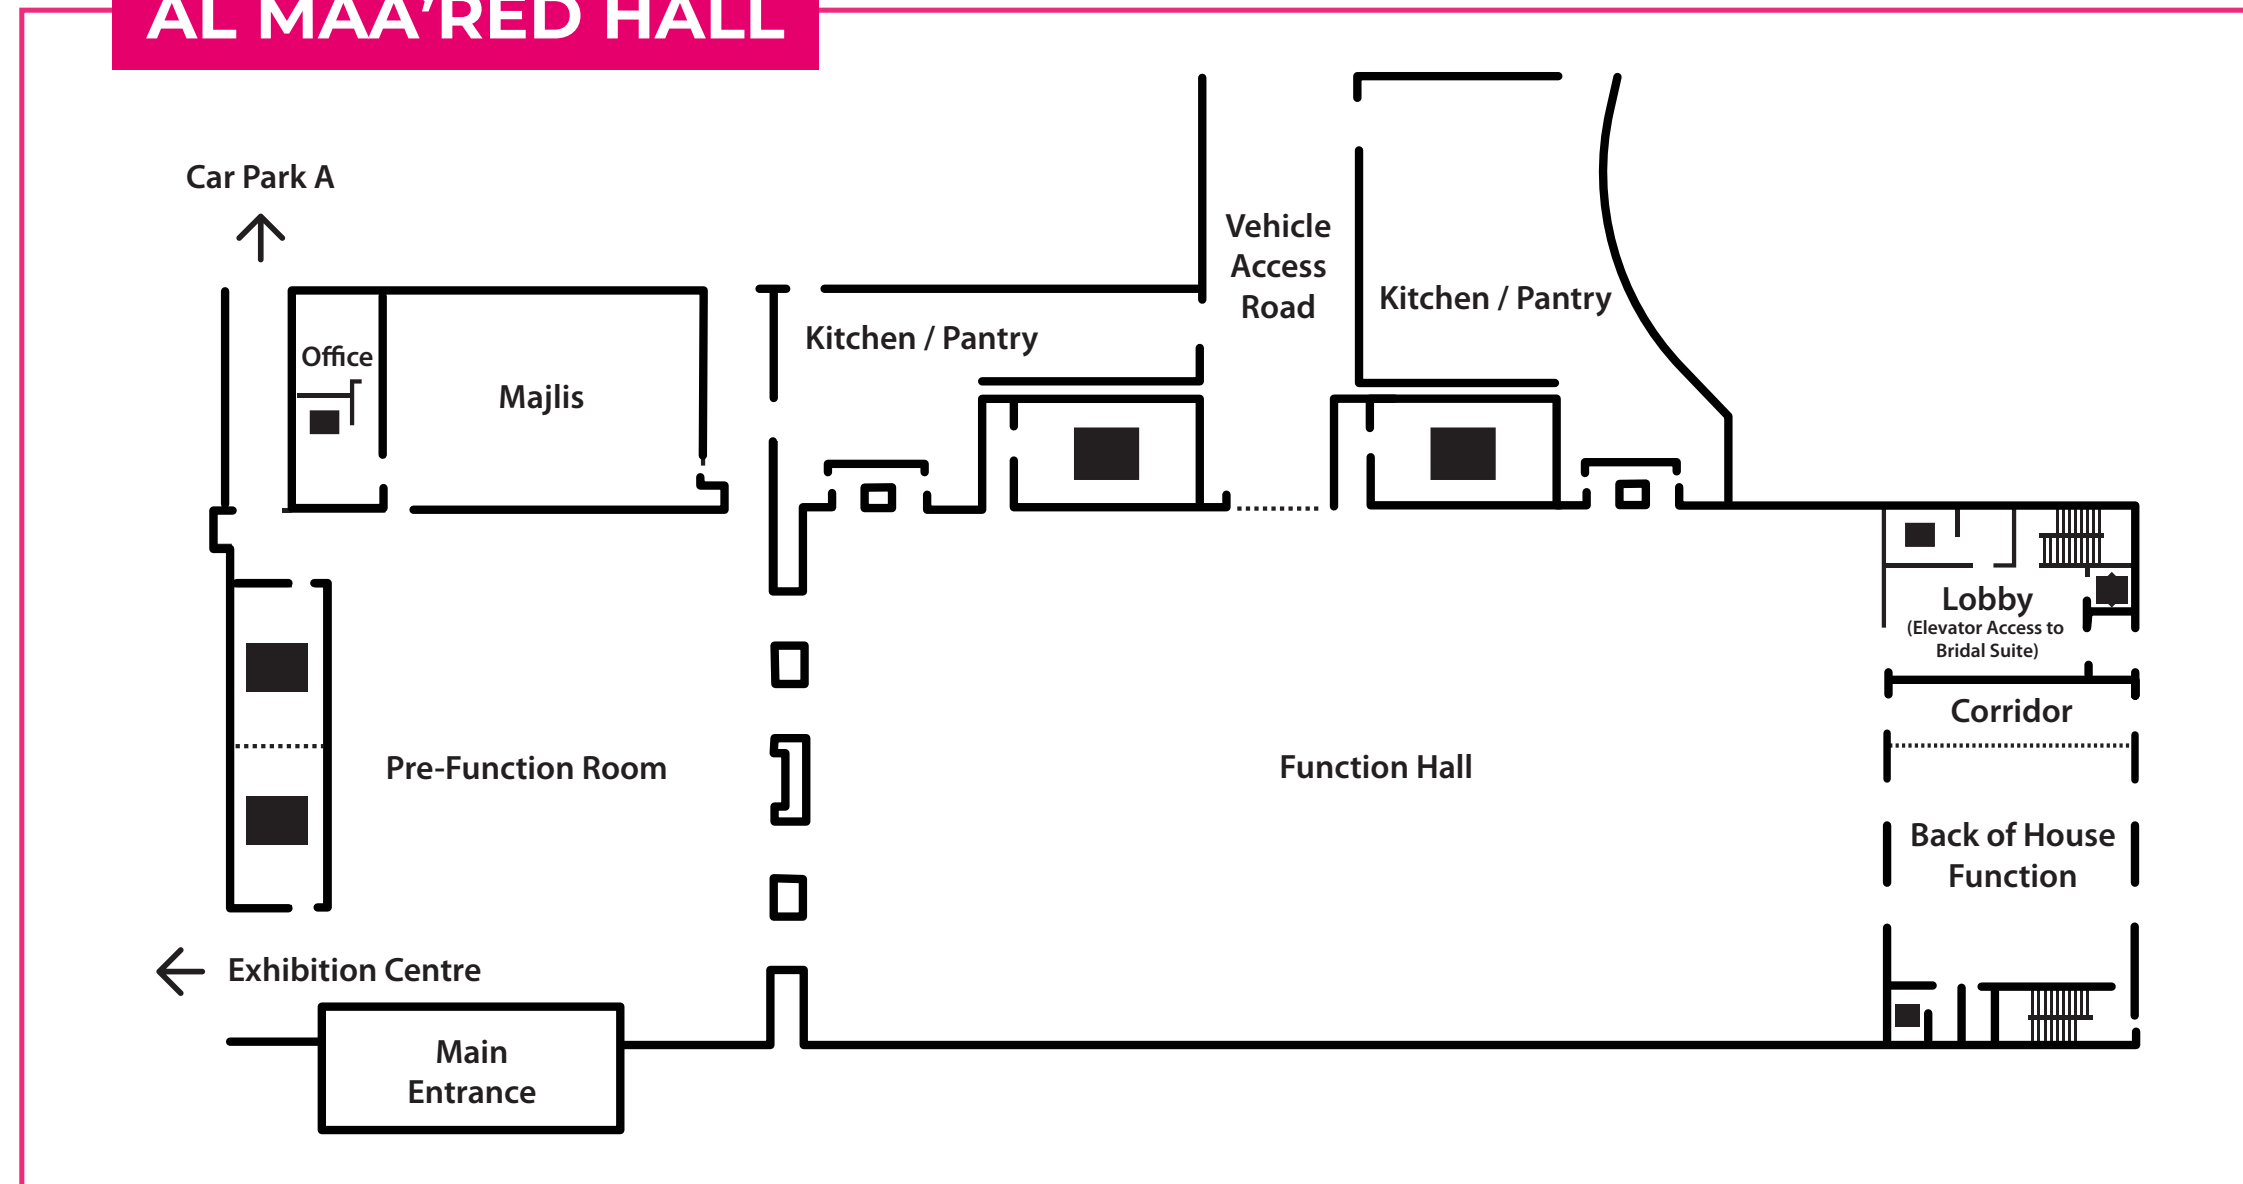 AL MAA’RED HALL
Car Park A
Vehicle
Access
Road
Kitchen / Pantry
Kitchen / Pantry
Office
Majlis
Lobby
(Elevator Access to
Bridal Suite)
Corridor
Pre-Function Room
Function Hall
Back of House
Function
Exhibition Centre
Main
Entrance